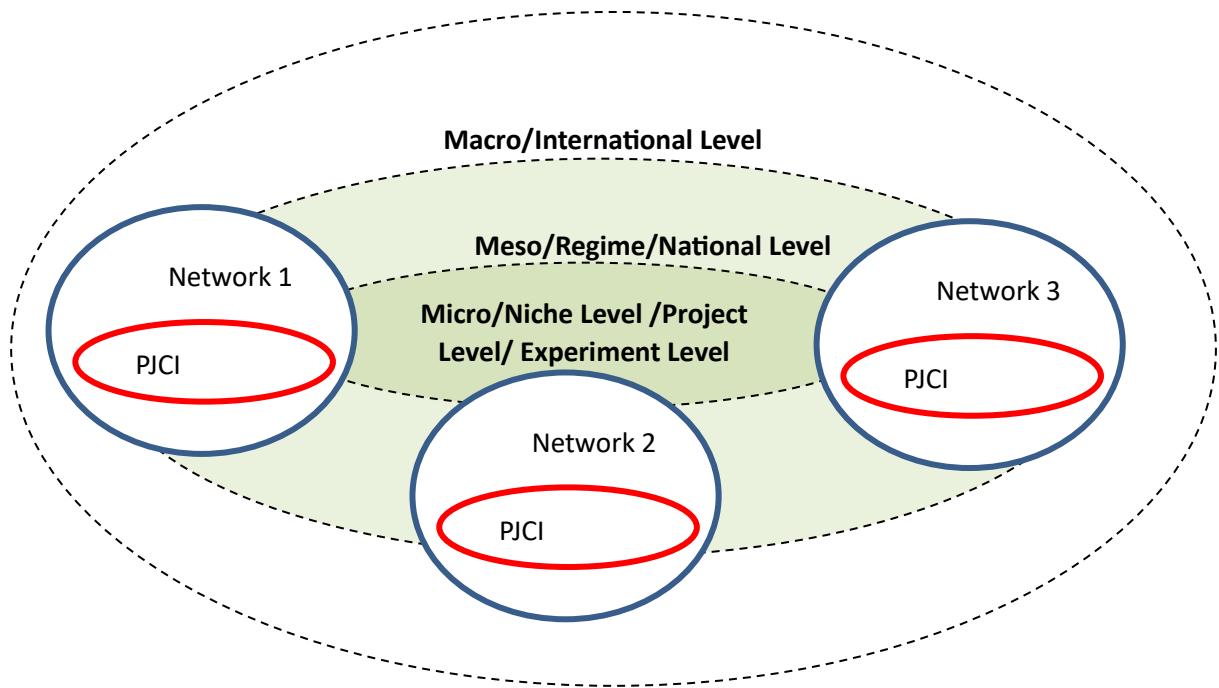 Macro/International Level
Meso/Regime/National Level
Network 1
Network 3
Micro/Niche Level /Project
Level/ Experiment Level
PJCI
PJCI
Network 2
PJCI